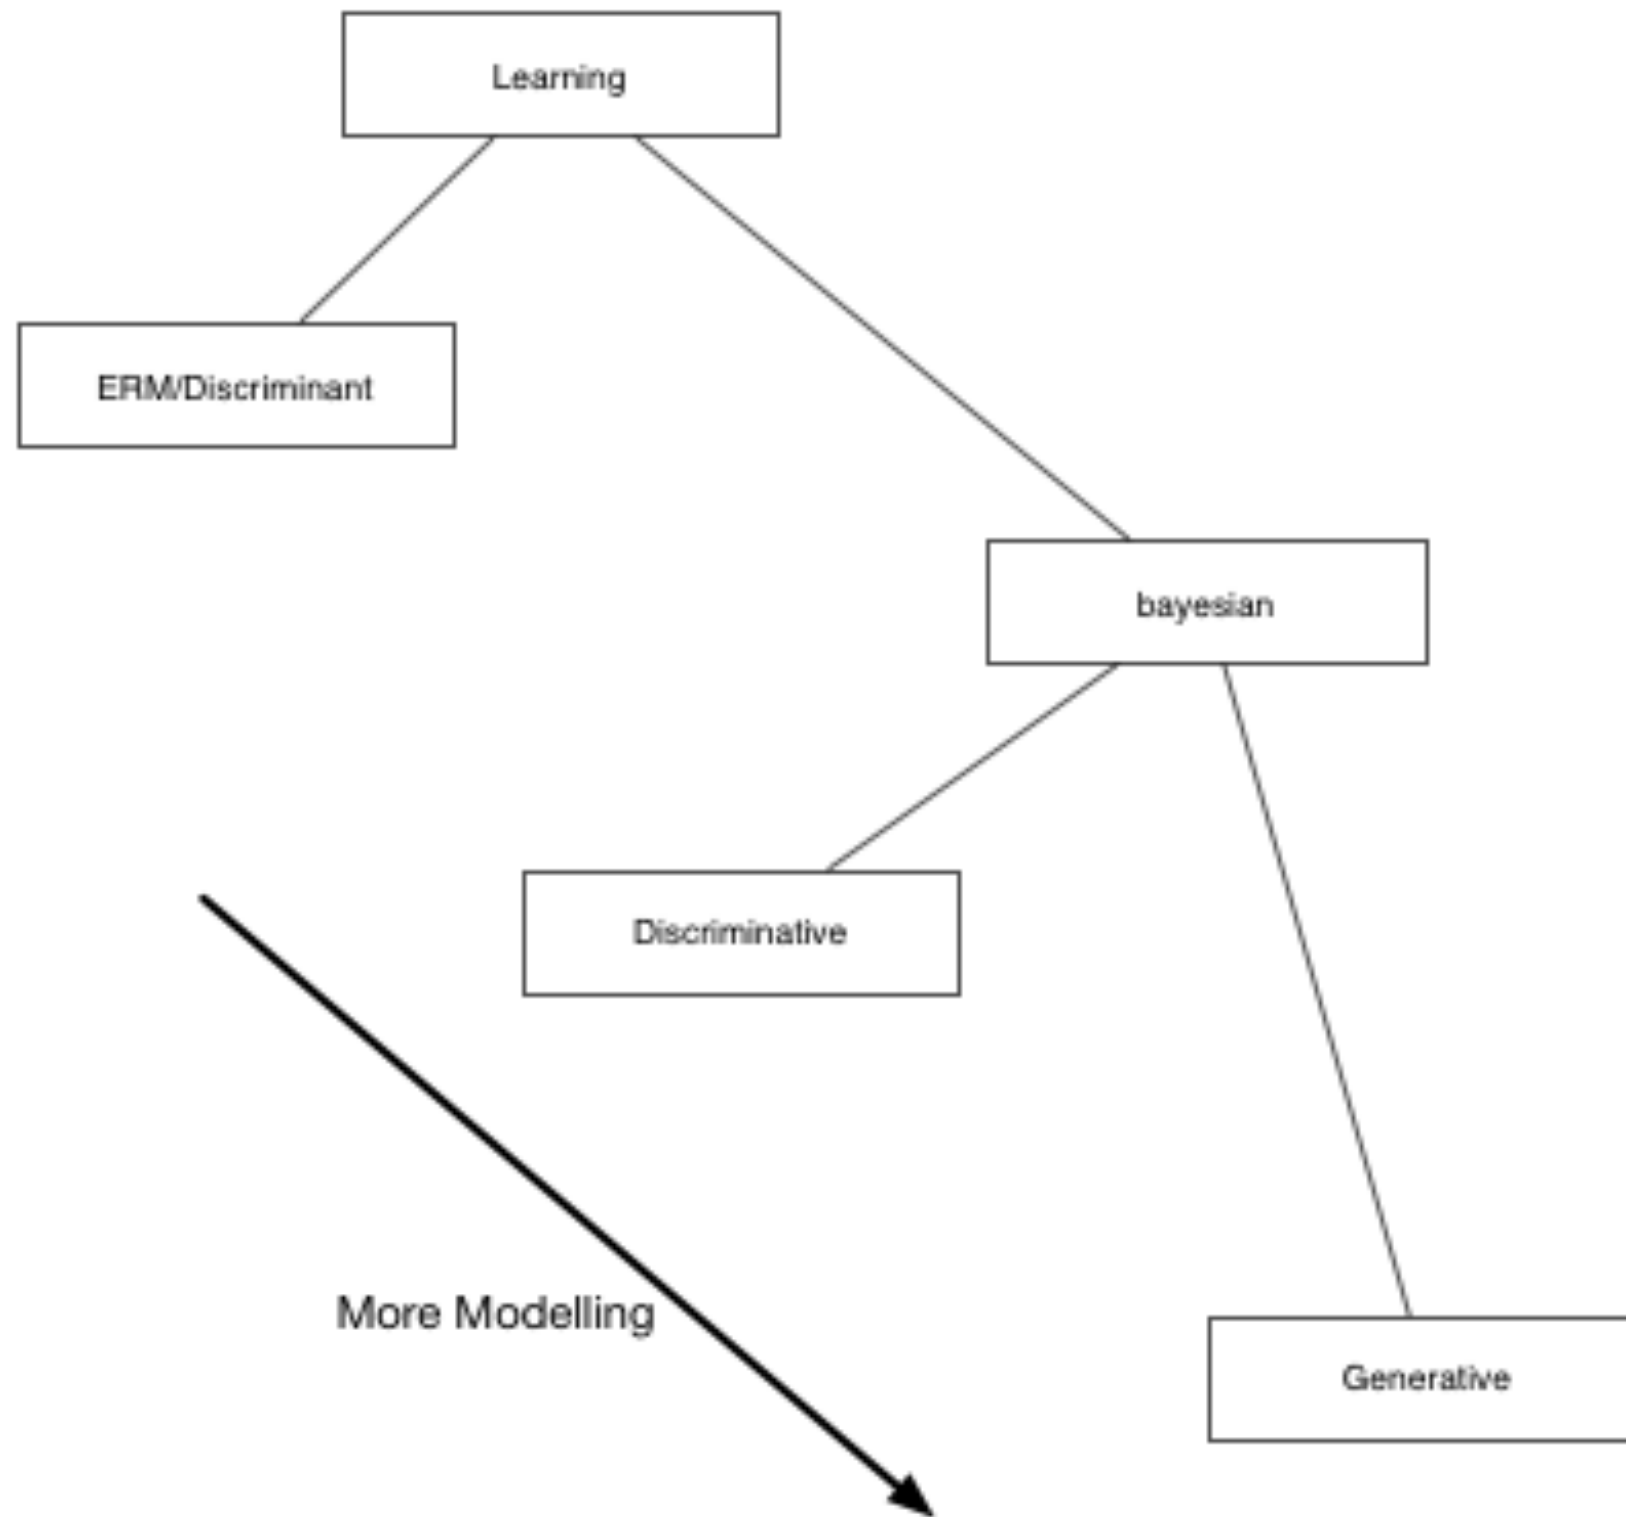 Learning
ERM/Discriminant
bayesian
Discriminative
More Modelling
Generative